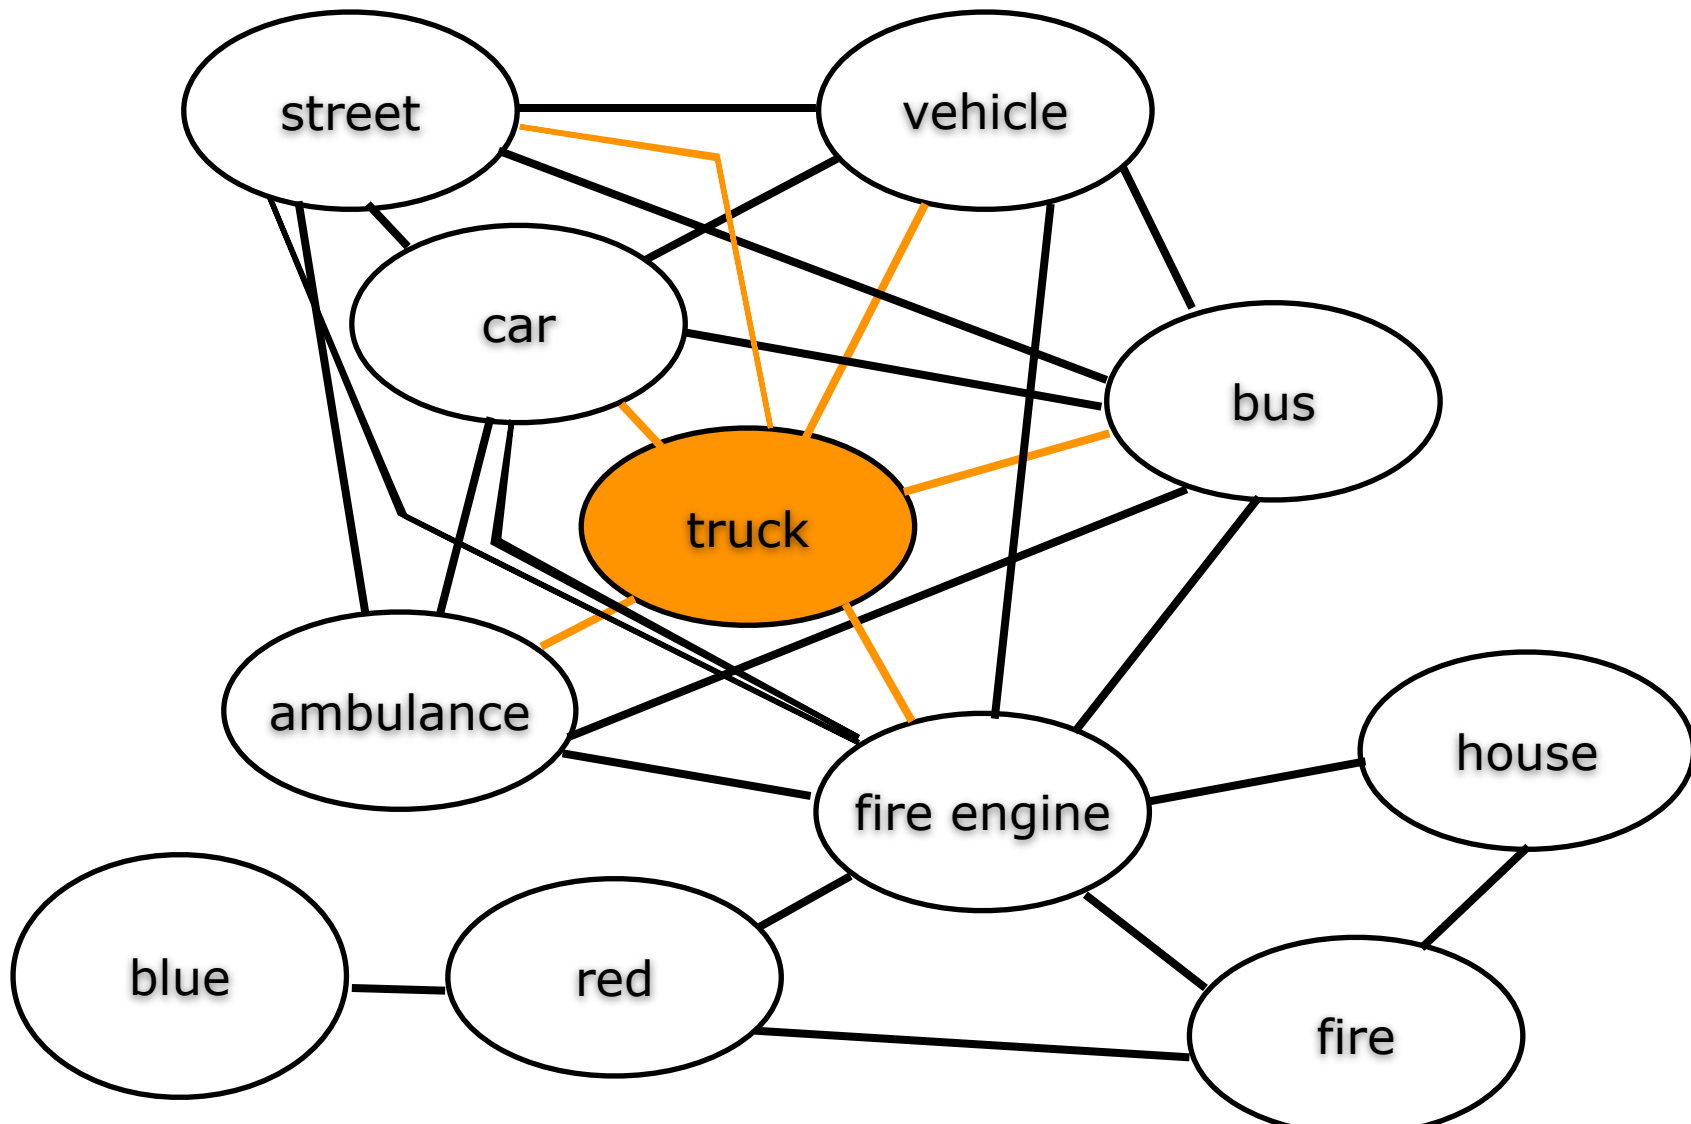 street
vehicle
car
bus
truck
ambulance
house
fire engine
blue
red
fire